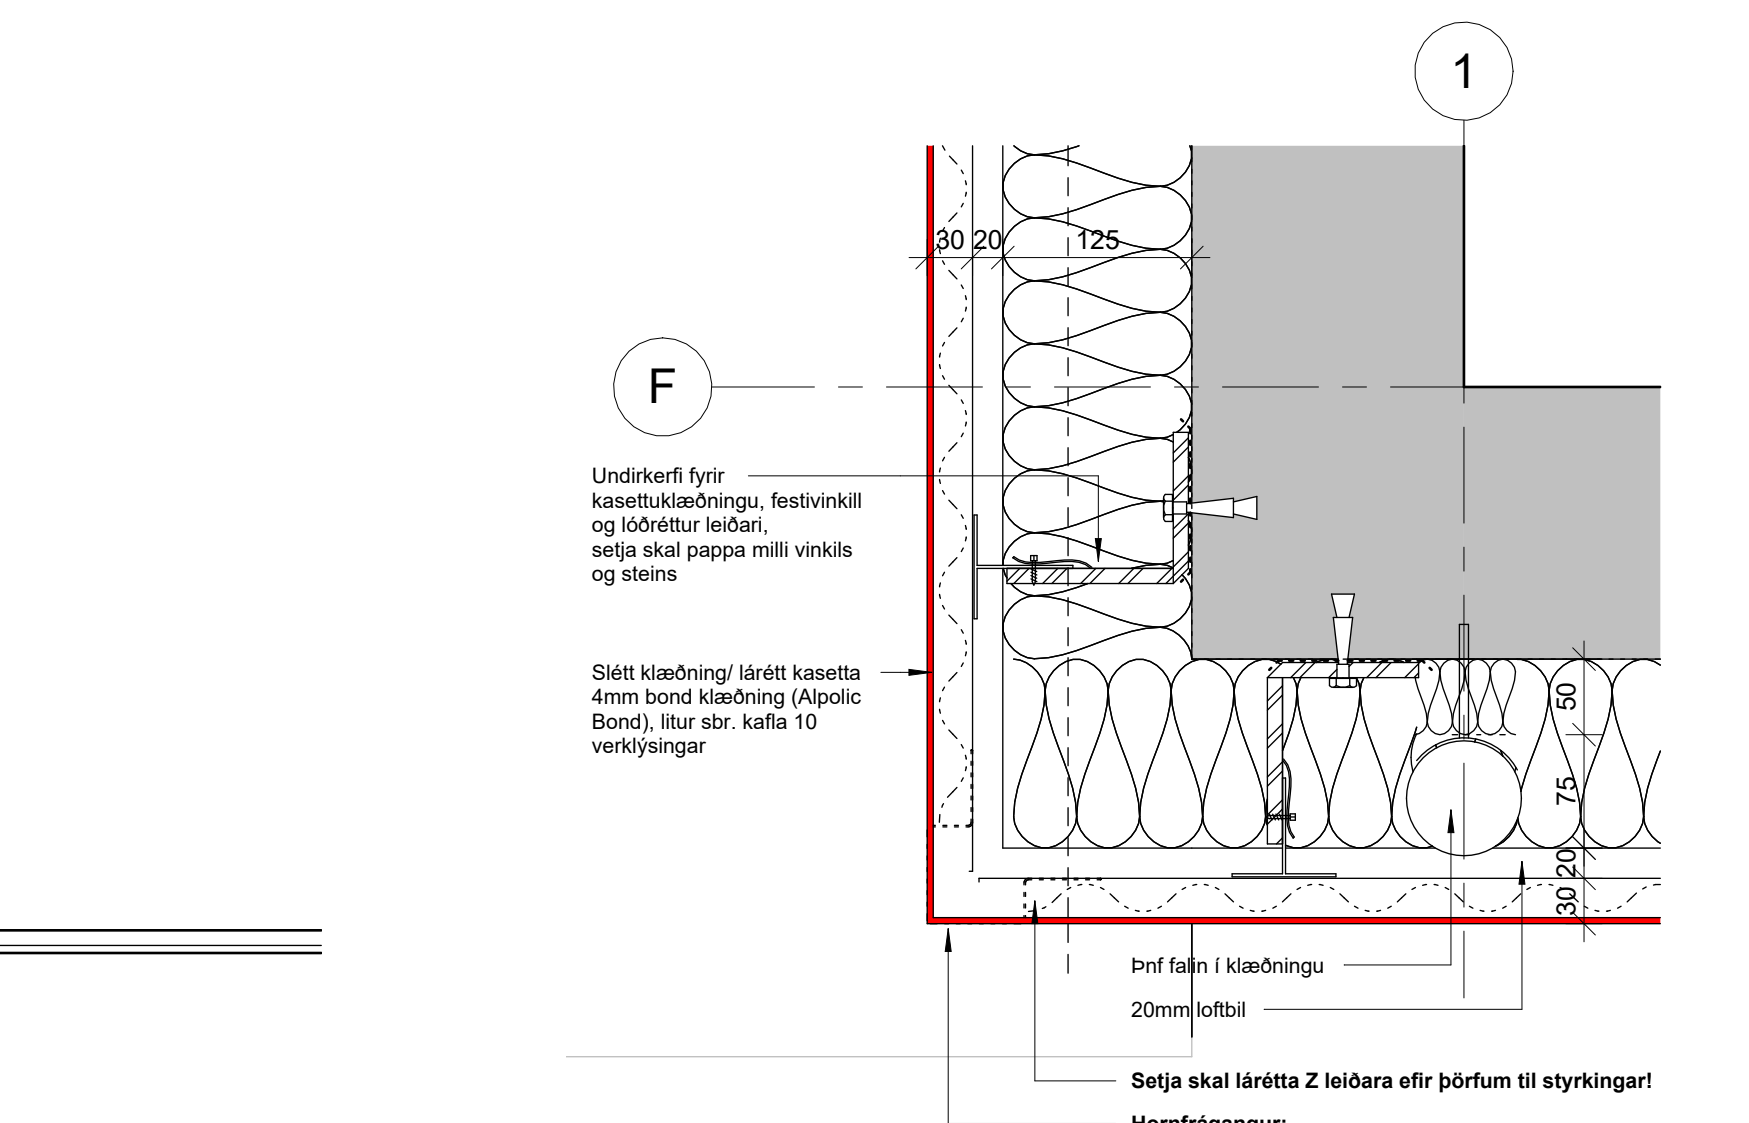 1
30 20 125
F
Undirkerfi fyrir
kasettuklæðningu, festivinkill
og lóðréttur leiðari,
setja skal pappa milli vinkils
og steins
Slétt klæðning/ lárétt kasetta
4mm bond klæðning (Alpolic
Bond), litur sbr. kafla 10
verklýsingar
50
75
20
30
Þnf falin í klæðningu
20mm loftbil
Setja skal lárétta Z leiðara efir þörfum til styrkingar!
Hornfrágangur: